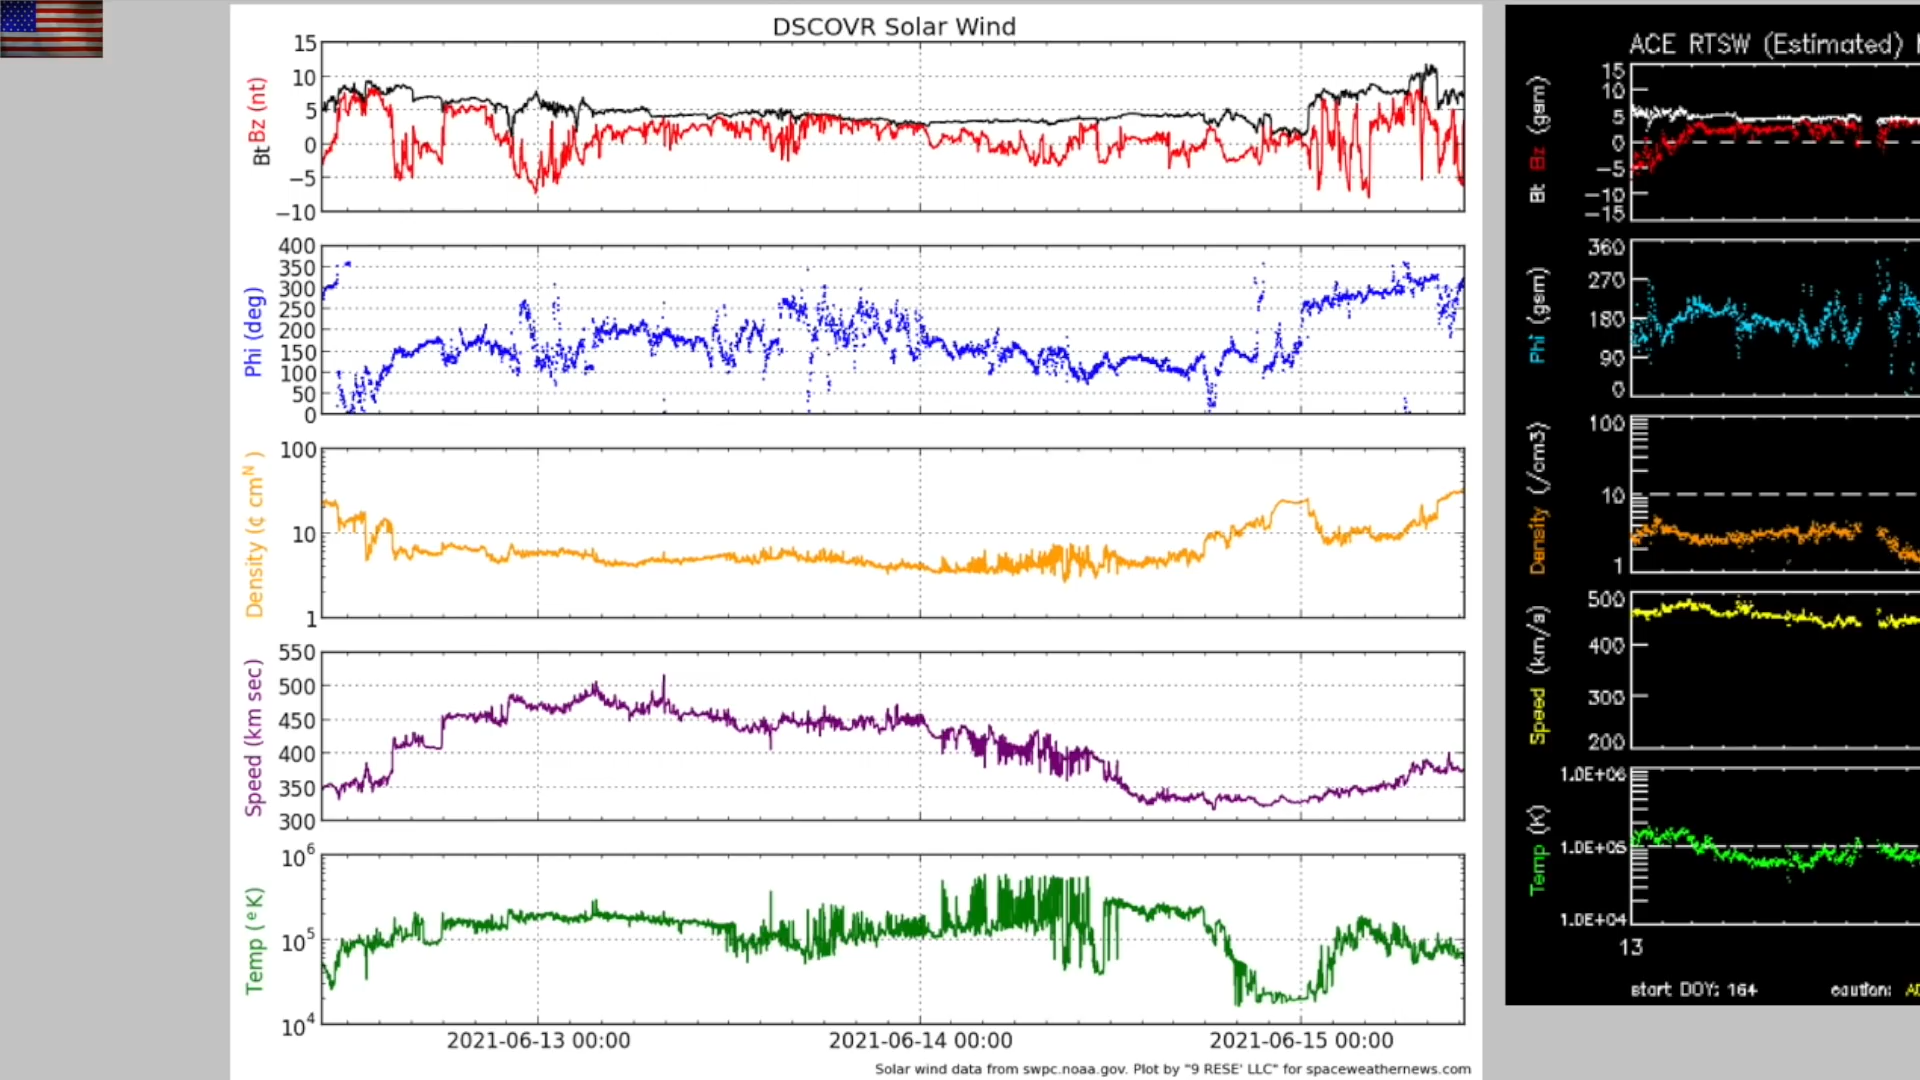 DSCOVR Solar Wind
Bt Bz (nt)
15
10
5
0
−5
−10
Phi (deg)
400
350
300
250
200
150
100
50
0
Density (¢ cmᴺ )
100
10
1
Speed (km sec)
550
500
450
400
350
300
Temp ( ᵉ K)
10⁶
10⁵
10⁴
2021-06-13 00:00
2021-06-14 00:00
2021-06-15 00:00
Solar wind data from swpc.noaa.gov. Plot by "9 RESE' LLC" for spaceweathernews.com
ACE RTSW (Estimated)
Bt Bz (gsm)
15
10
5
0
−5
−10
−15
Phi (gsm)
360
270
180
90
0
Density (/cm3)
100
10
1
Speed (km/s)
500
400
300
200
Temp (K)
1.0E+06
1.0E+05
1.0E+04
13
start DOY: 164
caution: